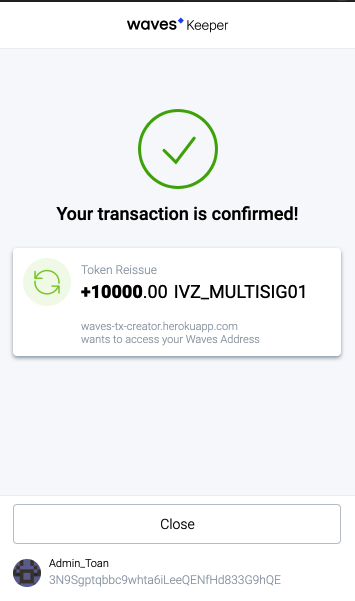 waves Keeper
Your transaction is confirmed!
Token Reissue
+10000.00 IVZ_MULTISIG01
waves-tx-creator.herokuapp.com
wants to access your Waves Address
Close
Admin_Toan
3N9Sgptqbbc9whta6iLeeQENfHd833G9hQE